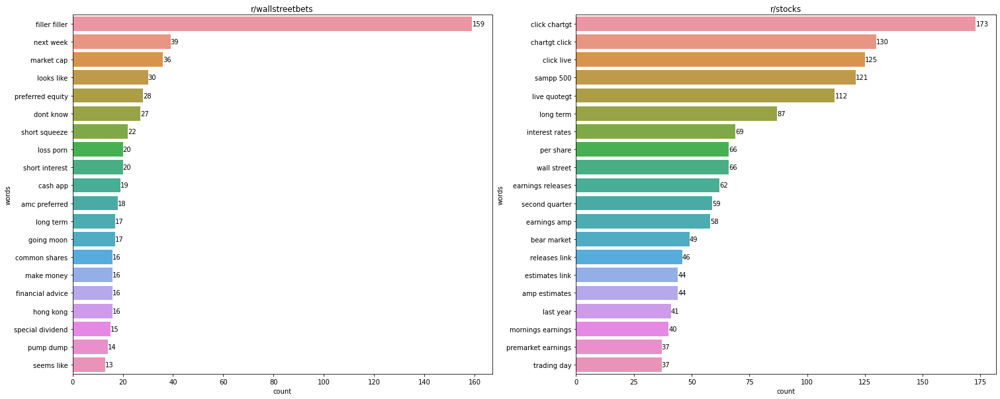 r/wallstreetbets
words
filler filler 159
next week 39
market cap 36
looks like 30
preferred equity 28
dont know 27
short squeeze 22
loss porn 20
short interest 20
cash app 19
amc preferred 18
long term 17
going moon 17
common shares 16
make money 16
financial advice 16
hong kong 16
special dividend 15
pump dump 14
seems like 13
0 20 40 60 80 100 120 140 160
count
r/stocks
words
click chartgt 173
chartgt click 130
click live 125
sampp 500 121
live quotegt 112
long term 87
interest rates 69
per share 66
wall street 66
earnings releases 62
second quarter 59
earnings amp 58
bear market 49
releases link 46
estimates link 44
amp estimates 44
last year 41
mornings earnings 40
premarket earnings 37
trading day 37
0 25 50 75 100 125 150 175
count